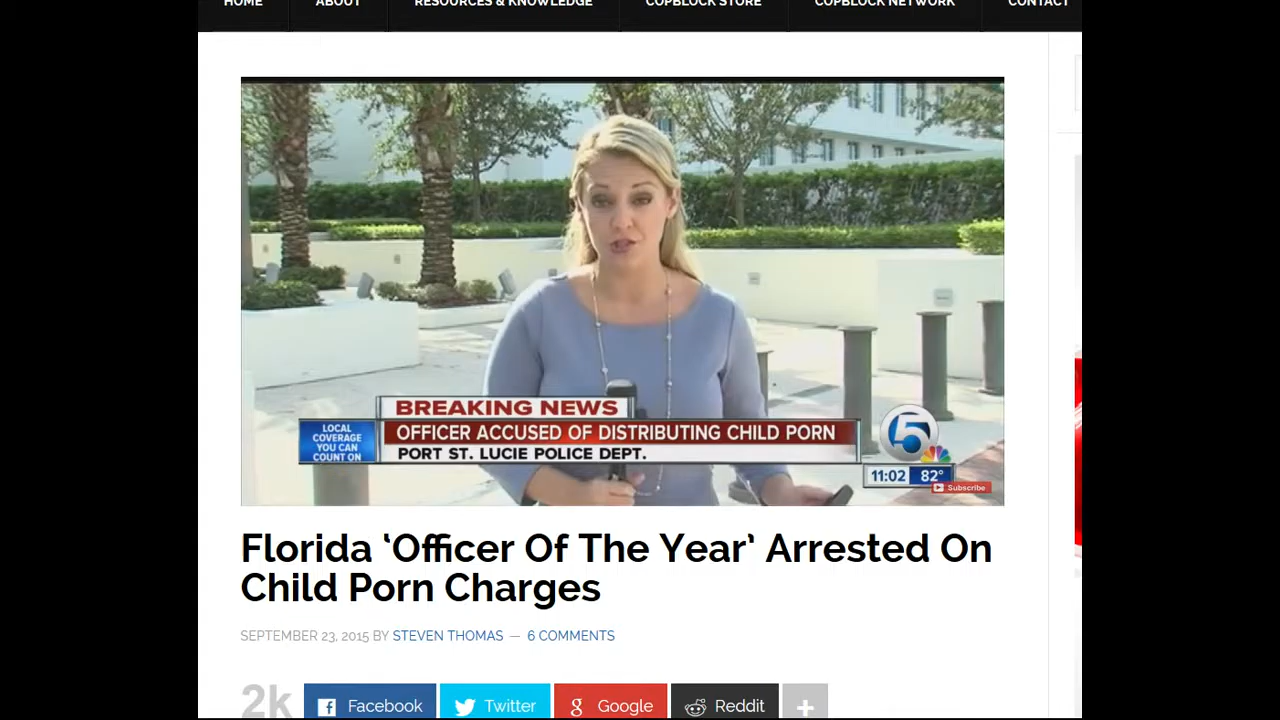 HOME ABOUT RESOURCES & KNOWLEDGE COPBLOCK STORE COPBLOCK NETWORK CONTACT
BREAKING NEWS
LOCAL
COVERAGE
YOU CAN
COUNT ON
OFFICER ACCUSED OF DISTRIBUTING CHILD PORN
PORT ST. LUCIE POLICE DEPT.
5
11:02 82°
Subscribe
Florida ‘Officer Of The Year’ Arrested On
Child Porn Charges
SEPTEMBER 23, 2015 BY STEVEN THOMAS — 6 COMMENTS
2k Facebook Twitter Google Reddit +